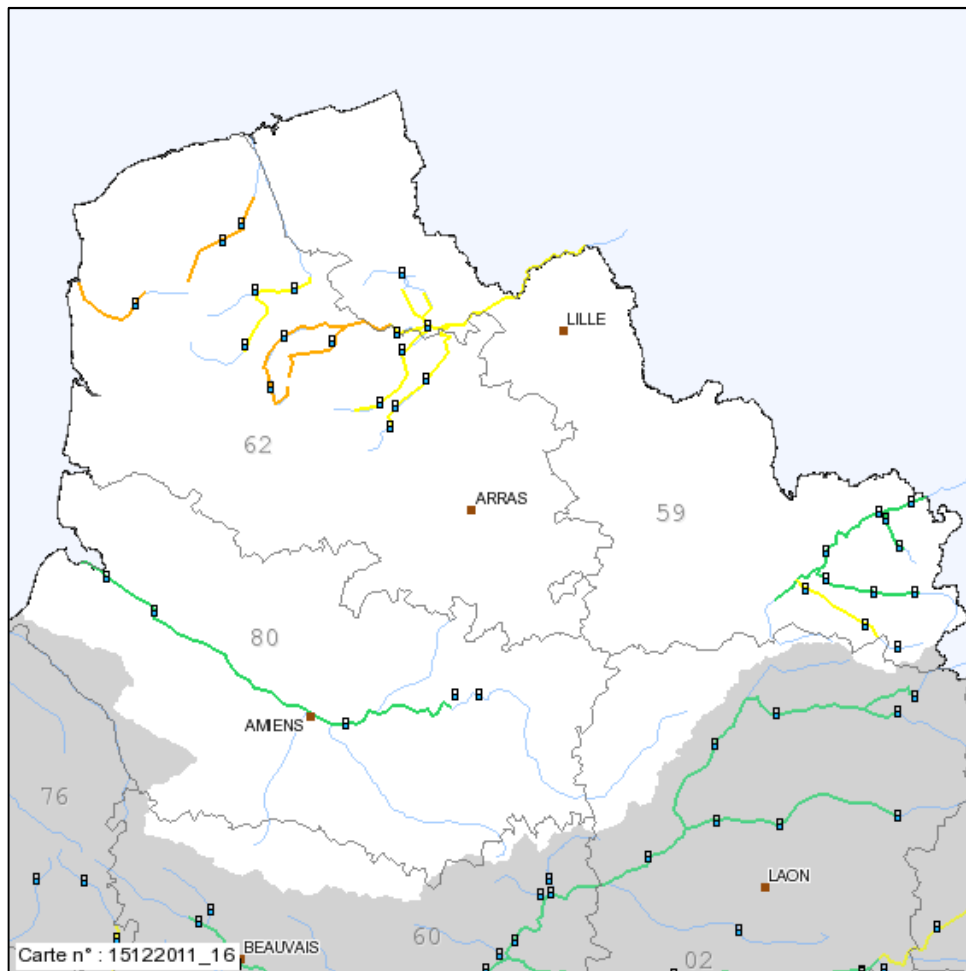 LILLE
62
ARRAS
59
80
AMIENS
76
LAON
60
BEAUVAIS
02
Carte n° : 15122011_16